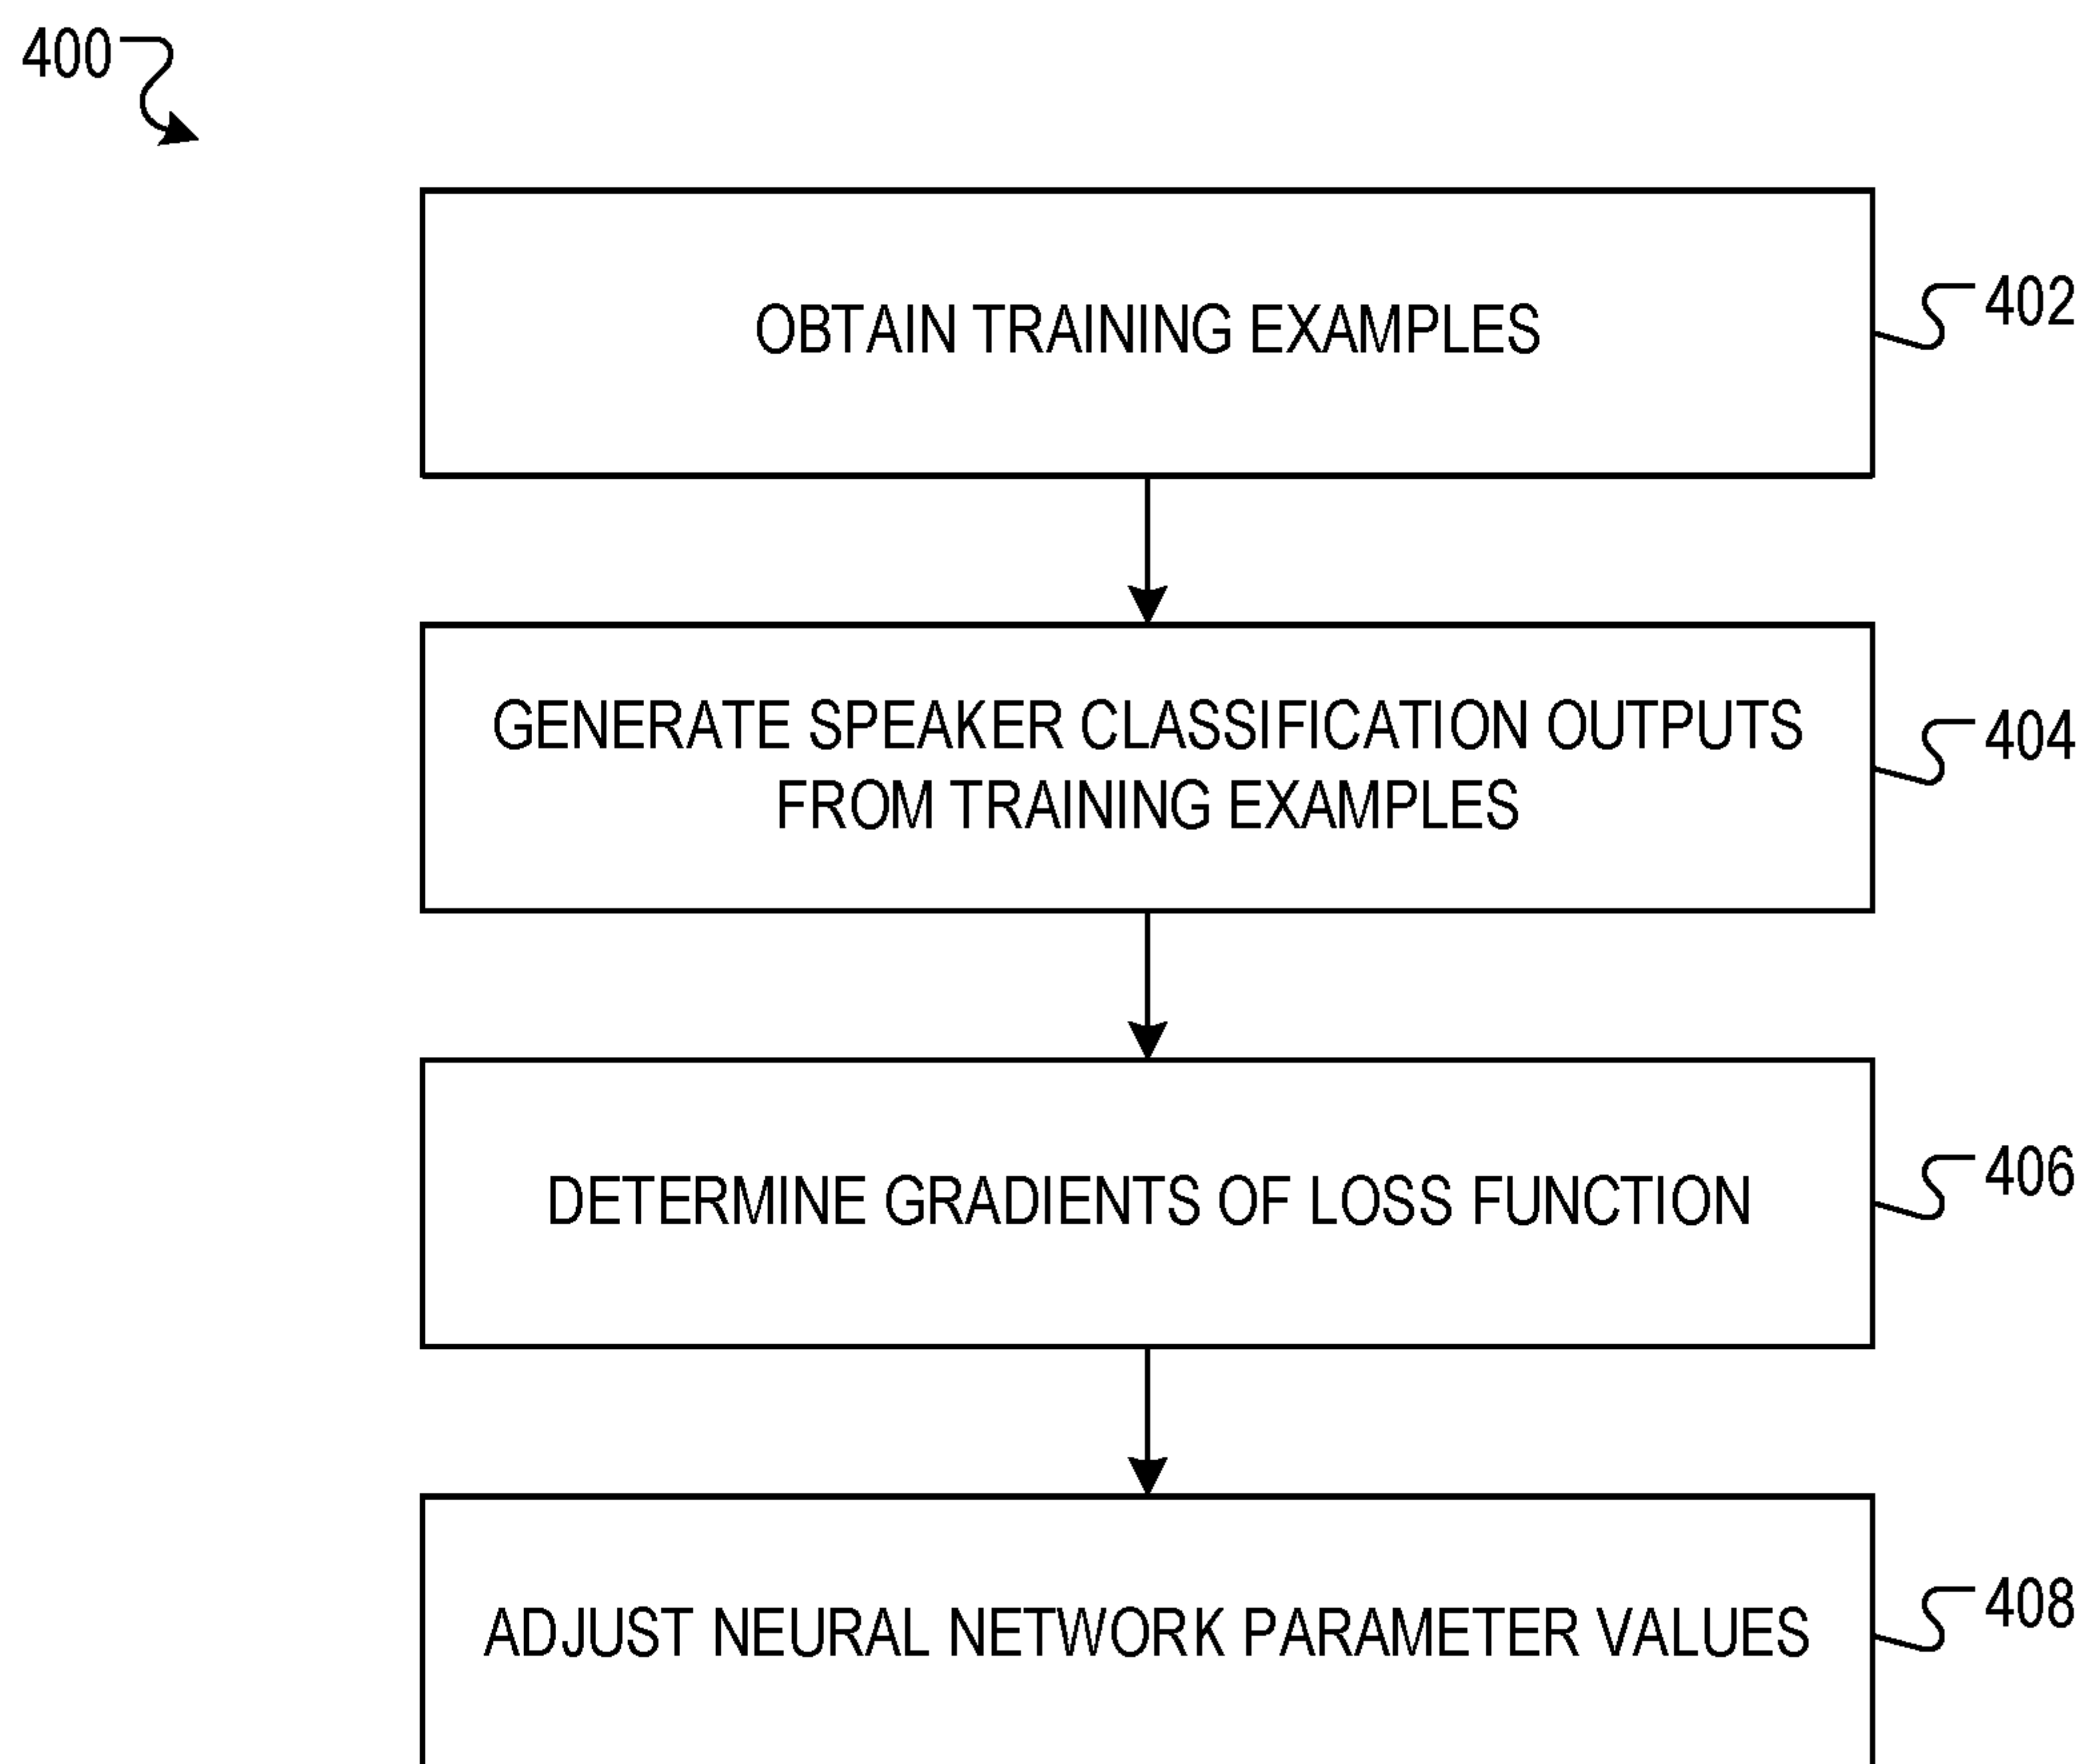 400
OBTAIN TRAINING EXAMPLES
402
GENERATE SPEAKER CLASSIFICATION OUTPUTS
FROM TRAINING EXAMPLES
404
DETERMINE GRADIENTS OF LOSS FUNCTION
406
ADJUST NEURAL NETWORK PARAMETER VALUES
408